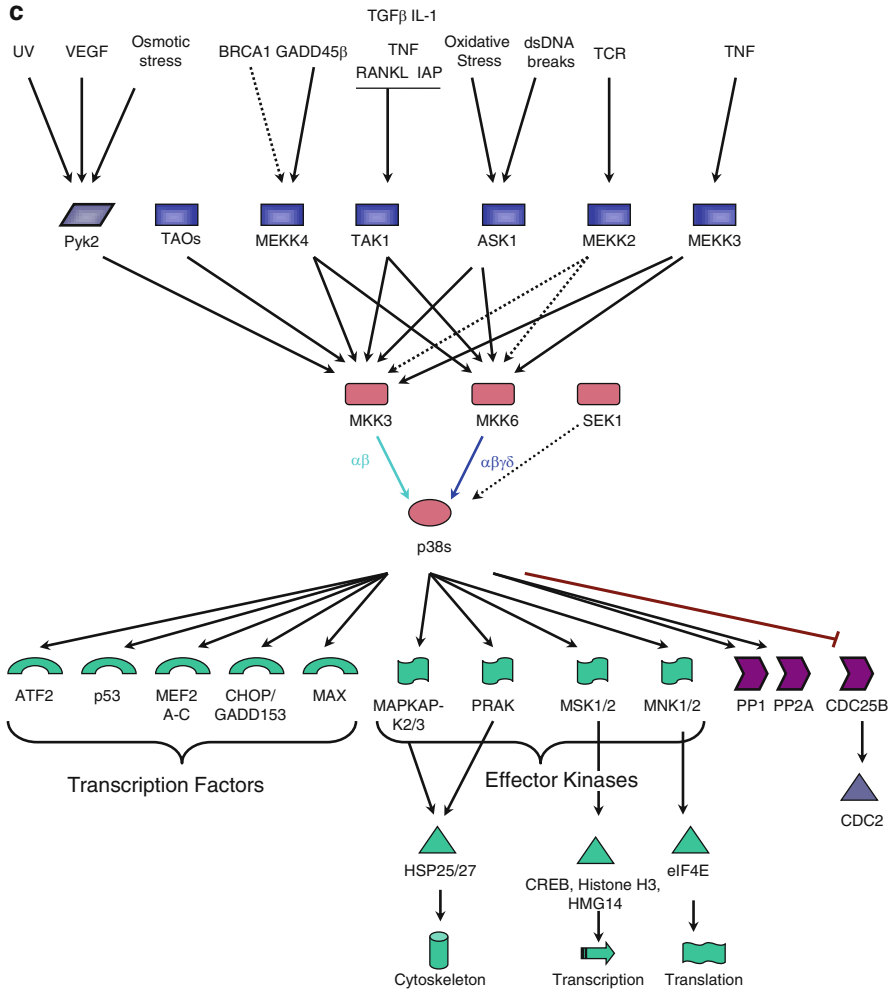 c
TGFβ IL-1
UV VEGF Osmotic stress
BRCA1 GADD45β
TNF
RANKL IAP
Oxidative Stress
dsDNA breaks
TCR
TNF
Pyk2 TAOs MEKK4 TAK1 ASK1 MEKK2 MEKK3
MKK3 MKK6 SEK1
αβ αβγδ
p38s
ATF2 p53 MEF2 A-C CHOP/ GADD153 MAX MAPKAP- K2/3 PRAK MSK1/2 MNK1/2 PP1 PP2A CDC25B
Transcription Factors Effector Kinases
CDC2
HSP25/27
CREB, Histone H3,
HMG14
eIF4E
Cytoskeleton Transcription Translation